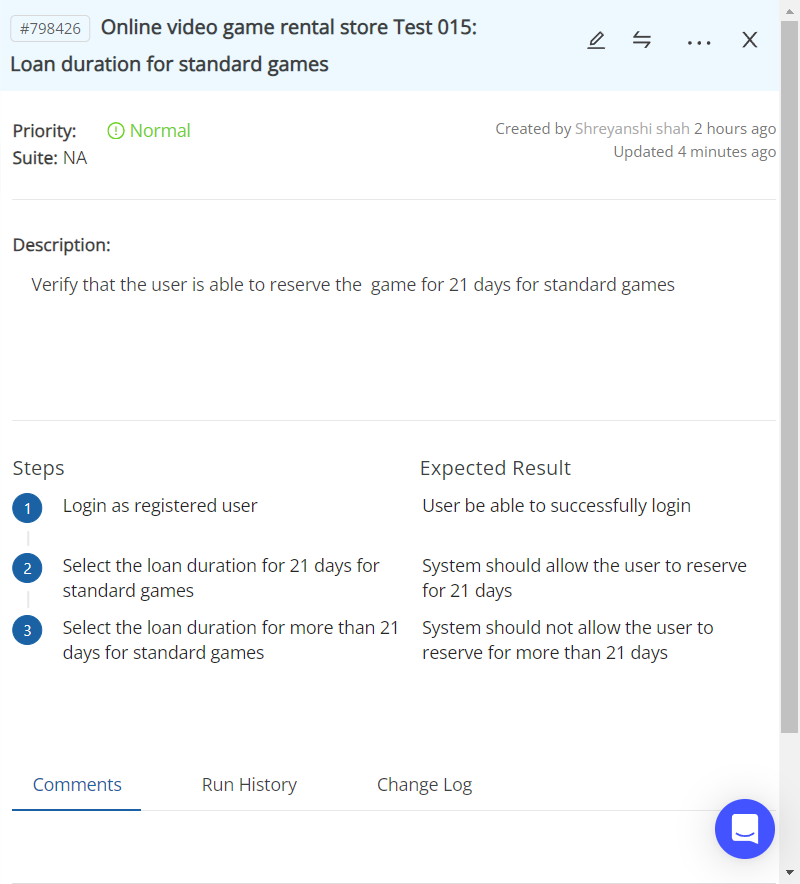 #798426 Online video game rental store Test 015:
Loan duration for standard games
Priority: Normal
Created by Shreyanshi shah 2 hours ago
Suite: NA
Updated 4 minutes ago
Description:
Verify that the user is able to reserve the  game for 21 days for standard games
Steps
Expected Result
1 Login as registered user
User be able to successfully login
2 Select the loan duration for 21 days for
standard games
System should allow the user to reserve
for 21 days
3 Select the loan duration for more than 21
days for standard games
System should not allow the user to
reserve for more than 21 days
Comments Run History Change Log